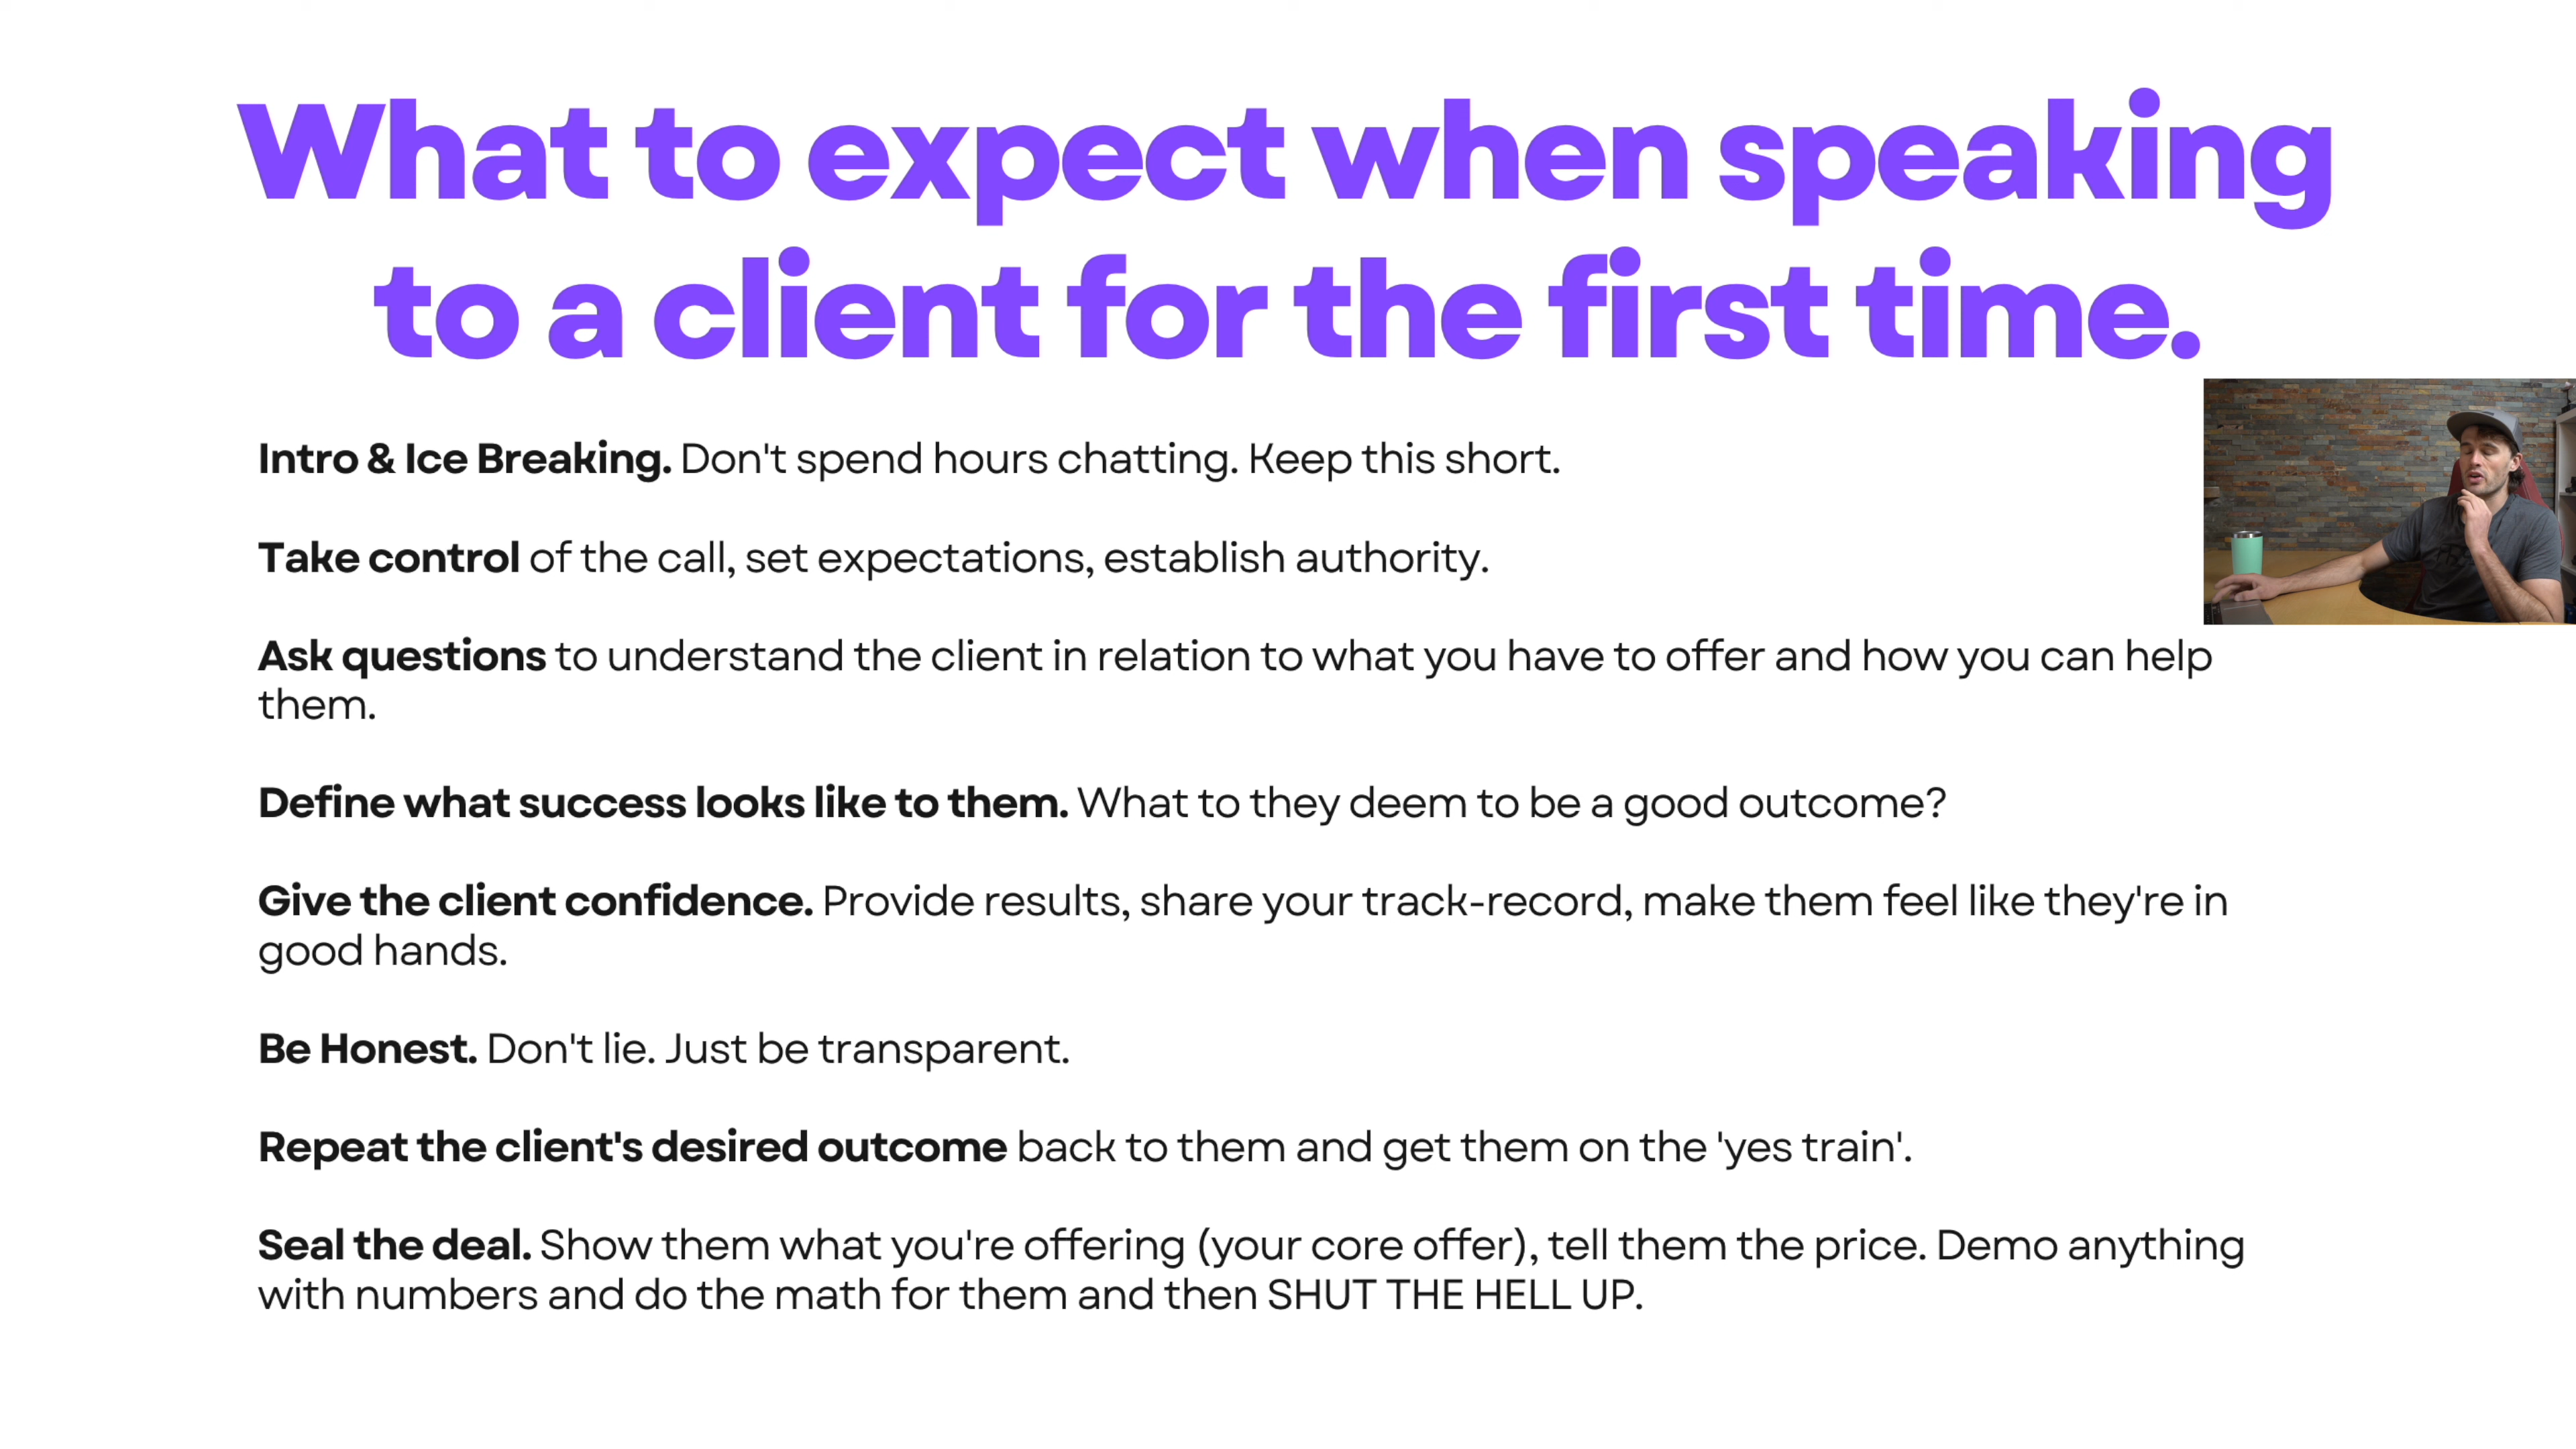 What to expect when speaking
to a client for the first time.
Intro & Ice Breaking. Don't spend hours chatting. Keep this short.
Take control of the call, set expectations, establish authority.
Ask questions to understand the client in relation to what you have to offer and how you can help
them.
Define what success looks like to them. What to they deem to be a good outcome?
Give the client confidence. Provide results, share your track-record, make them feel like they're in
good hands.
Be Honest. Don't lie. Just be transparent.
Repeat the client's desired outcome back to them and get them on the 'yes train'.
Seal the deal. Show them what you're offering (your core offer), tell them the price. Demo anything
with numbers and do the math for them and then SHUT THE HELL UP.